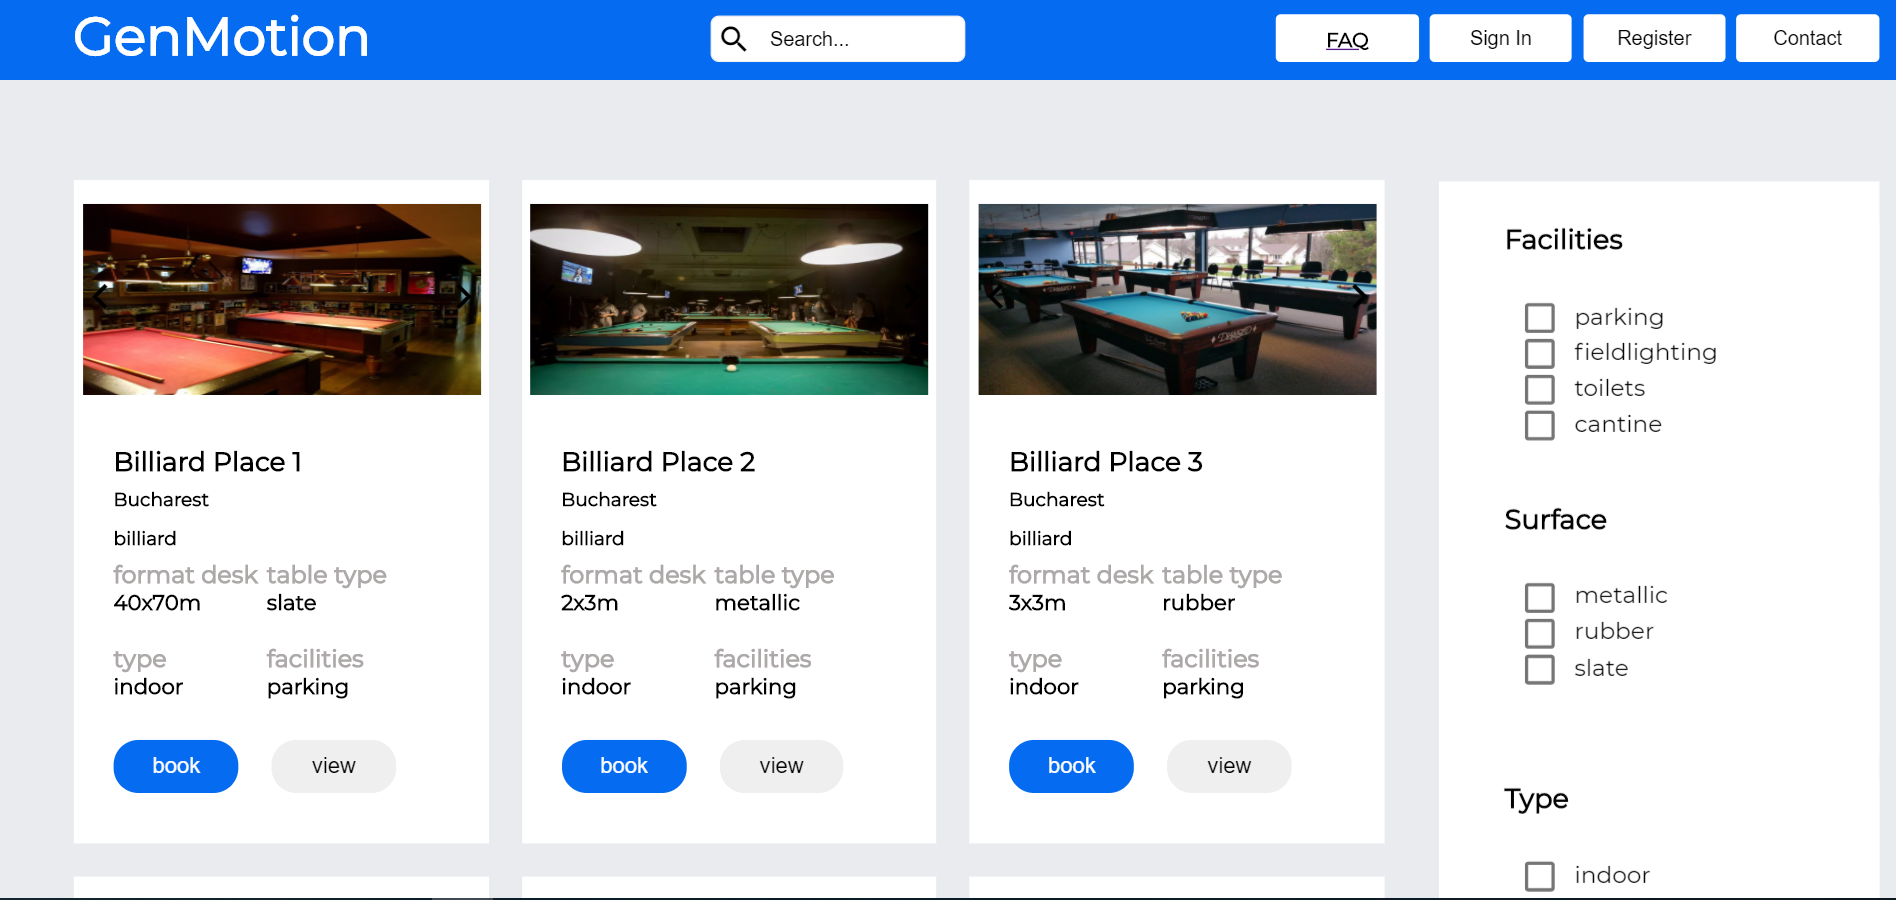 GenMotion
Search...
FAQ
Sign In
Register
Contact
Billiard Place 1
Bucharest
billiard
format desk table type
40x70m slate
type facilities
indoor parking
book view
Billiard Place 2
Bucharest
billiard
format desk table type
2x3m metallic
type facilities
indoor parking
book view
Billiard Place 3
Bucharest
billiard
format desk table type
3x3m rubber
type facilities
indoor parking
book view
Facilities
parking
fieldlighting
toilets
cantine
Surface
metallic
rubber
slate
Type
indoor